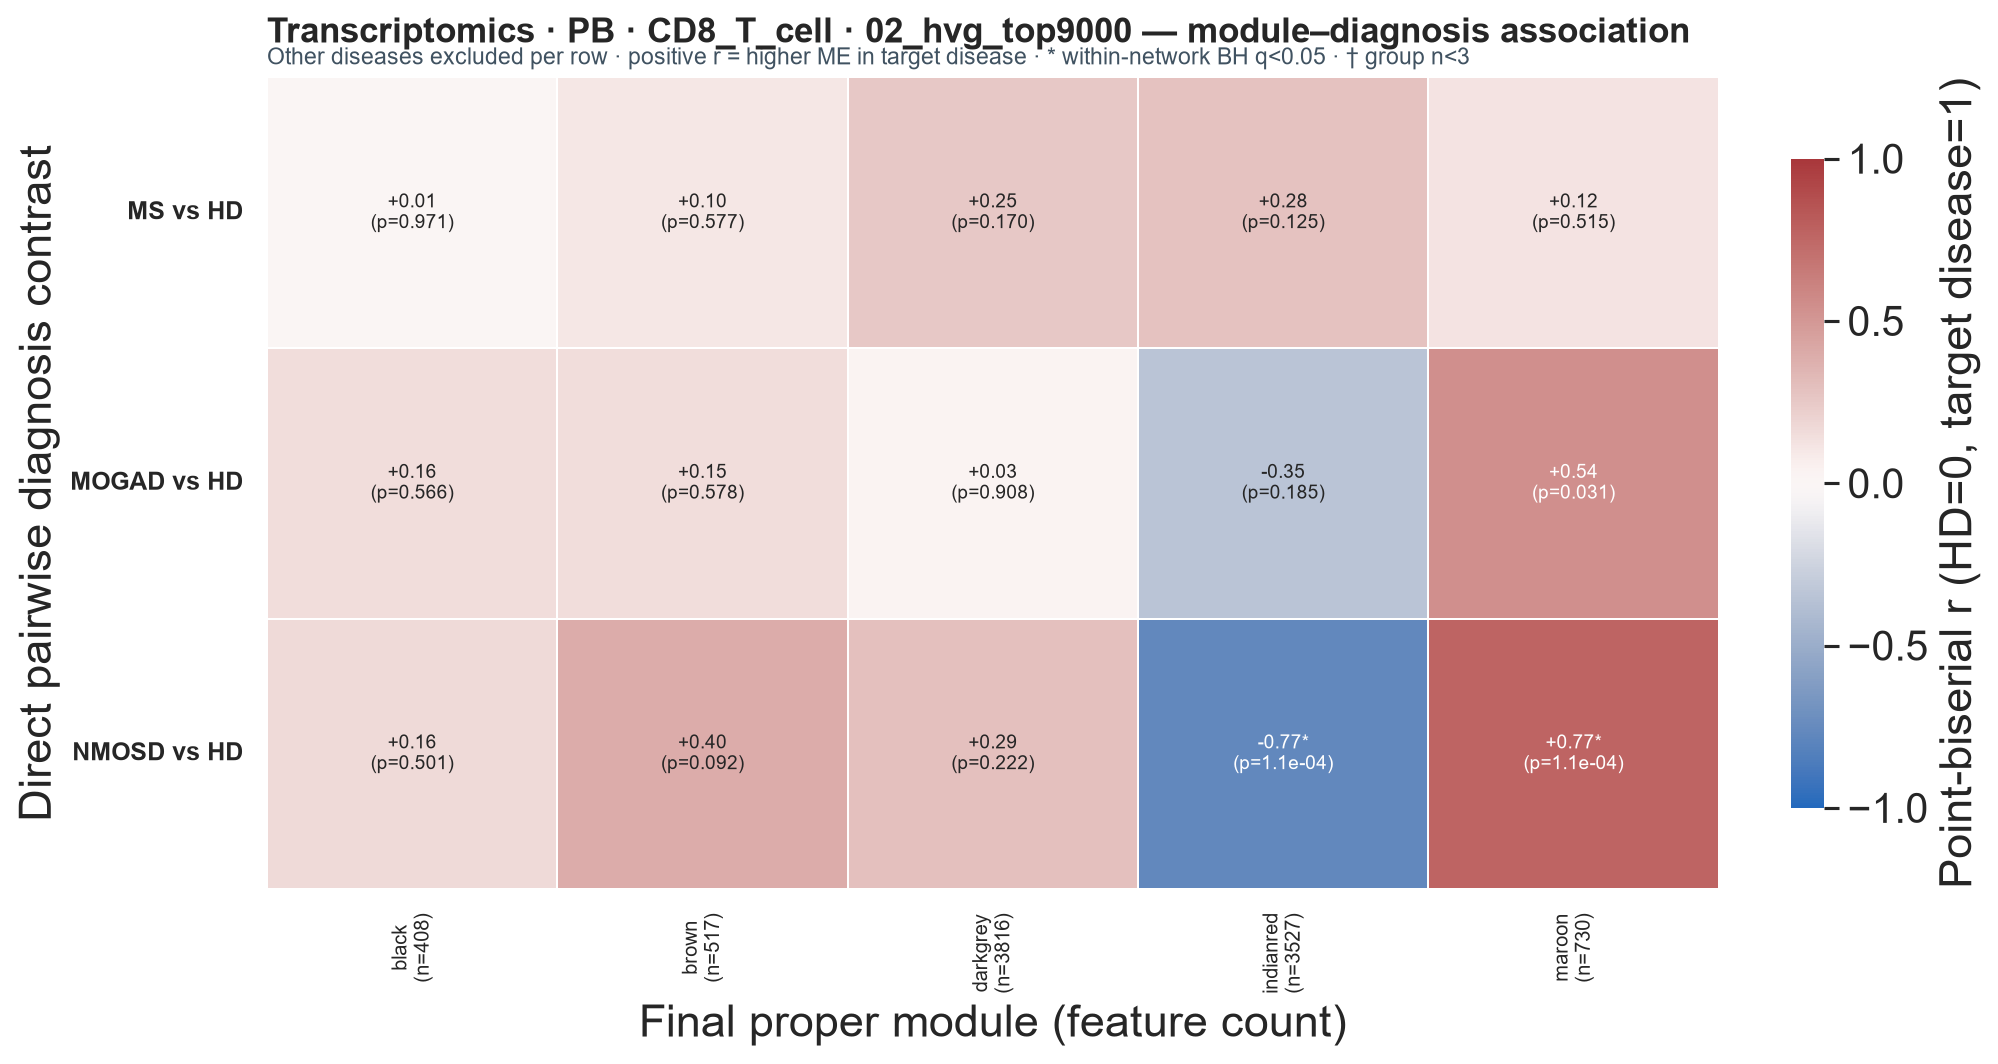 Transcriptomics · PB · CD8_T_cell · 02_hvg_top9000 — module–diagnosis association
Other diseases excluded per row · positive r = higher ME in target disease · * within-network BH q<0.05 · † group n<3
Direct pairwise diagnosis contrast
MS vs HD
+0.01
(p=0.971)
+0.10
(p=0.577)
+0.25
(p=0.170)
+0.28
(p=0.125)
+0.12
(p=0.515)
MOGAD vs HD
+0.16
(p=0.566)
+0.15
(p=0.578)
+0.03
(p=0.908)
-0.35
(p=0.185)
+0.54
(p=0.031)
NMOSD vs HD
+0.16
(p=0.501)
+0.40
(p=0.092)
+0.29
(p=0.222)
-0.77*
(p=1.1e-04)
+0.77*
(p=1.1e-04)
black
(n=408)
brown
(n=517)
darkgrey
(n=3816)
indianred
(n=3527)
maroon
(n=730)
Final proper module (feature count)
1.0
0.5
0.0
−0.5
−1.0
Point-biserial r (HD=0, target disease=1)